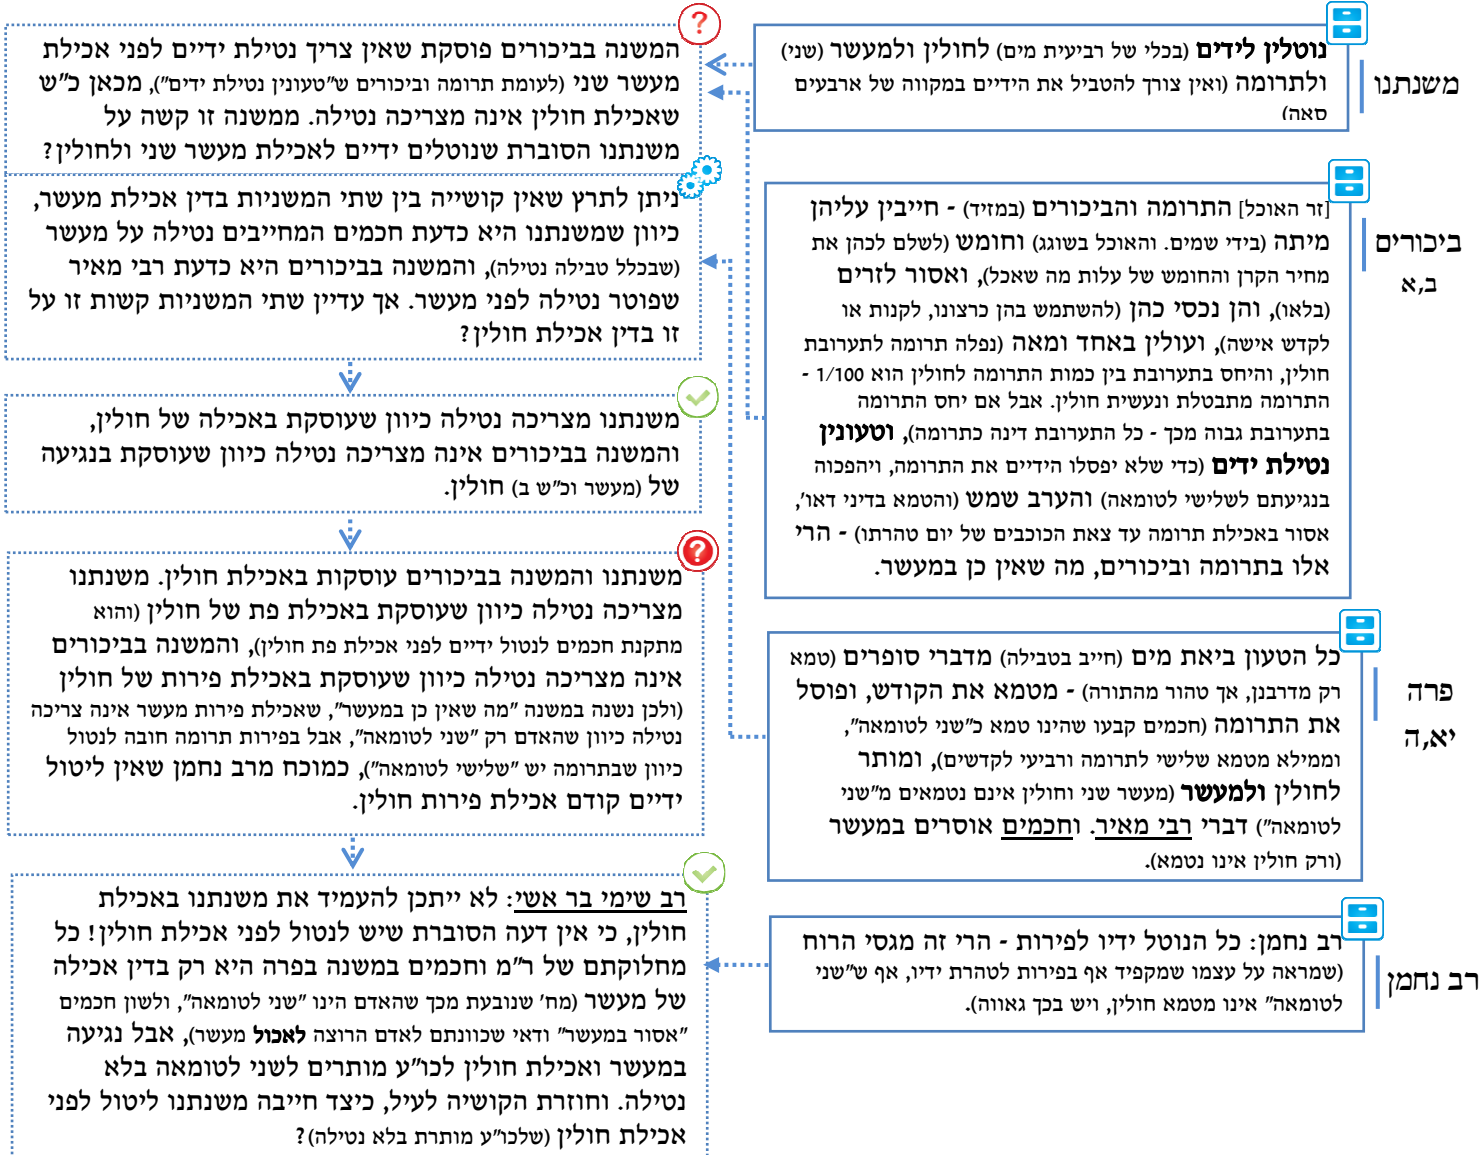 משנתנו
נוטלין לידים (בכלי של רביעית מים) לחולין ולמעשר (שני)
ולתרומה (ואין צורך להטביל את הידיים במקווה של ארבעים
סאה)
ביכורים
ב,א
[זר האוכל] התרומה והביכורים (במזיד) - חייבין עליהן
מיתה (בידי שמים. והאוכל בשוגג) וחומש (לשלם לכהן את
מחיר הקרן והחומש של עלות מה שאכל), ואסור לזרים
(בלאו), והן נכסי כהן (להשתמש בהן כרצונו, לקנות או
לקדש אישה), ועולין באחד ומאה (נפלה תרומה לתערובת
חולין, והיחס בתערובת בין כמות התרומה לחולין הוא 1/100 -
התרומה מתבטלת ונעשית חולין. אבל אם יחס התרומה
בתערובת גבוה מכך - כל התערובת דינה כתרומה), וטעונין
נטילת ידים (כדי שלא יפסלו הידיים את התרומה, ויהפכוה
בנגיעתם לשלישי לטומאה) והערב שמש (והטמא בדיני דאו',
אסור באכילת תרומה עד צאת הכוכבים של יום טהרתו) - הרי
אלו בתרומה וביכורים, מה שאין כן במעשר.
פרה
יא,ה
כל הטעון ביאת מים (חייב בטבילה) מדברי סופרים (טמא
רק מדרבנן, אך טהור מהתורה) - מטמא את הקודש, ופוסל
את התרומה (חכמים קבעו שהינו טמא כ"שני לטומאה",
וממילא מטמא שלישי לתרומה ורביעי לקדשים), ומותר
לחולין ולמעשר (מעשר שני וחולין אינם נטמאים מ"שני
לטומאה") דברי רבי מאיר. וחכמים אוסרים במעשר
(ורק חולין אינו נטמא).
רב נחמן
רב נחמן: כל הנוטל ידיו לפירות - הרי זה מגסי הרוח
(שמראה על עצמו שמקפיד אף בפירות לטהרת ידיו, אף ש"שני
לטומאה" אינו מטמא חולין, ויש בכך גאווה).
המשנה בביכורים פוסקת שאין צריך נטילת ידיים לפני אכילת
מעשר שני (לעומת תרומה וביכורים ש"טעונין נטילת ידים"), מכאן כ"ש
שאכילת חולין אינה מצריכה נטילה. ממשנה זו קשה על
משנתנו הסוברת שנוטלים ידיים לאכילת מעשר שני ולחולין?
ניתן לתרץ שאין קושייה בין שתי המשניות בדין אכילת מעשר,
כיוון שמשנתנו היא כדעת חכמים המחייבים נטילה על מעשר
(שבכלל טבילה נטילה), והמשנה בביכורים היא כדעת רבי מאיר
שפוטר נטילה לפני מעשר. אך עדיין שתי המשניות קשות זו על
זו בדין אכילת חולין?
משנתנו מצריכה נטילה כיוון שעוסקת באכילה של חולין,
והמשנה בביכורים אינה מצריכה נטילה כיוון שעוסקת בנגיעה
של (מעשר וכ"ש ב) חולין.
משנתנו והמשנה בביכורים עוסקות באכילת חולין. משנתנו
מצריכה נטילה כיוון שעוסקת באכילת פת של חולין (והוא
מתקנת חכמים לנטול ידיים לפני אכילת פת חולין), והמשנה בביכורים
אינה מצריכה נטילה כיוון שעוסקת באכילת פירות של חולין
(ולכן נשנה במשנה "מה שאין כן במעשר", שאכילת פירות מעשר אינה צריכה
נטילה כיוון שהאדם רק "שני לטומאה", אבל בפירות תרומה חובה לנטול
כיוון שבתרומה יש "שלישי לטומאה"), כמוכח מרב נחמן שאין ליטול
ידיים קודם אכילת פירות חולין.
רב שימי בר אשי: לא ייתכן להעמיד את משנתנו באכילת
חולין, כי אין דעה הסוברת שיש לנטול לפני אכילת חולין! כל
מחלוקתם של ר"מ וחכמים במשנה בפרה היא רק בדין אכילה
של מעשר (מח' שנובעת מכך שהאדם הינו "שני לטומאה", ולשון חכמים
"אסור במעשר" ודאי שכוונתם לאדם הרוצה לאכול מעשר), אבל נגיעה
במעשר ואכילת חולין לכו"ע מותרים לשני לטומאה בלא
נטילה. וחוזרת הקושיה לעיל, כיצד חייבה משנתנו ליטול לפני
אכילת חולין (שלכו"ע מותרת בלא נטילה)?